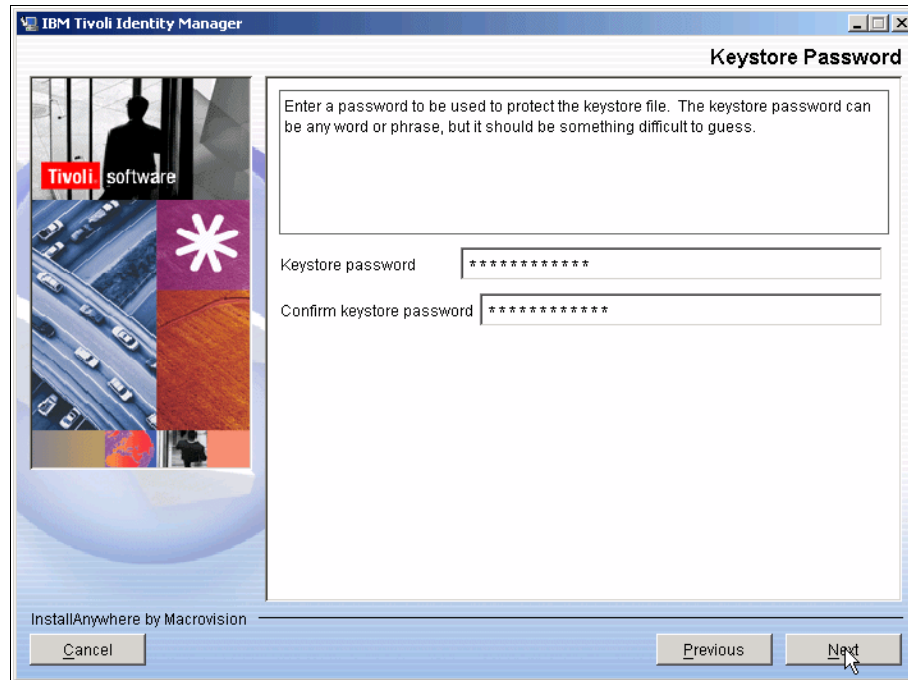 IBM Tivoli Identity Manager
Keystore Password
Enter a password to be used to protect the keystore file. The keystore password can
be any word or phrase, but it should be something difficult to guess.
Tivoli. software
Keystore password
************
Confirm keystore password
************
InstallAnywhere by Macrovision
Cancel
Previous
Next